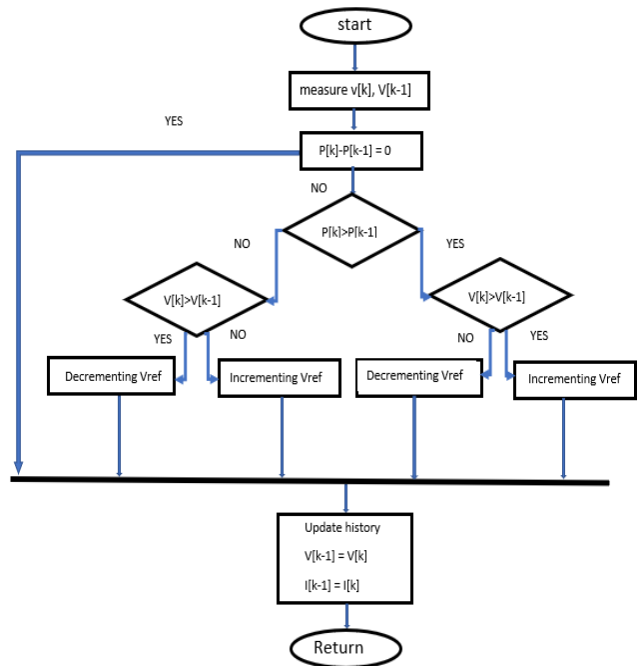 start
measure v[k], V[k-1]
YES
P[k]-P[k-1] = 0
NO
P[k]>P[k-1]
NO
YES
V[k]>V[k-1]
V[k]>V[k-1]
YES
NO
NO
YES
Decrementing Vref
Incrementing Vref
Decrementing Vref
Incrementing Vref
Update history
V[k-1] = V[k]
I[k-1] = I[k]
Return